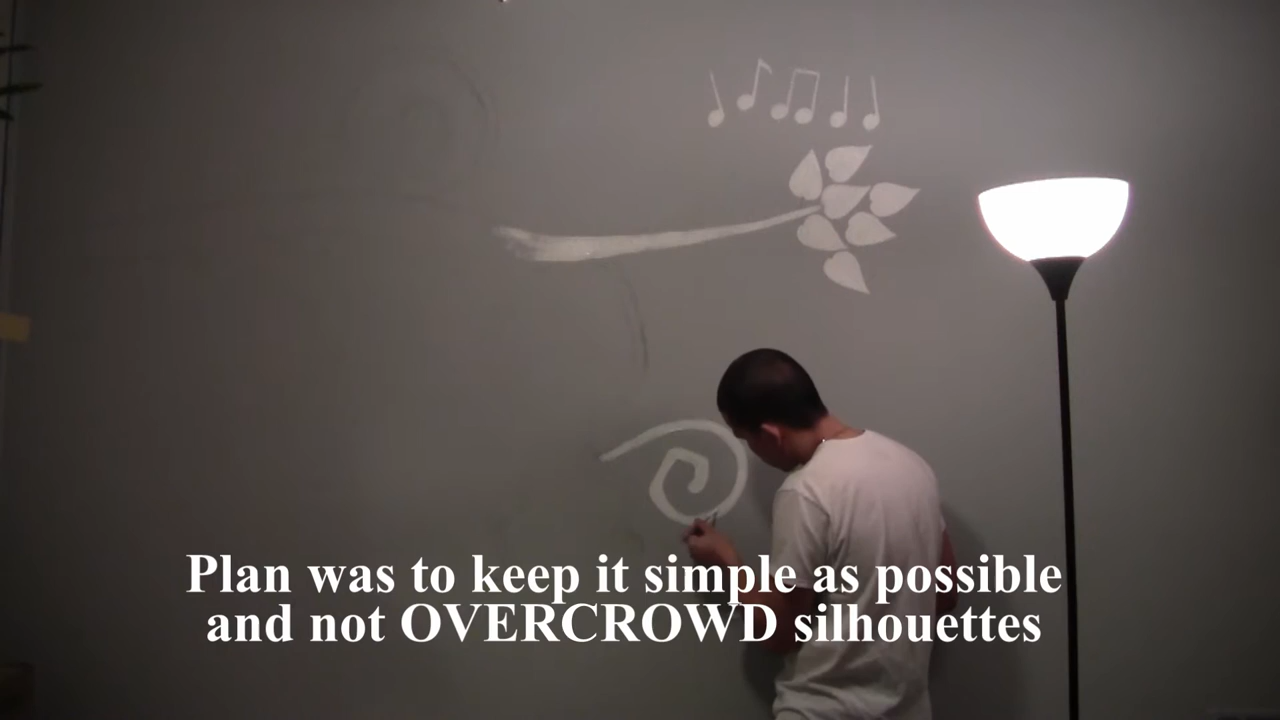 Plan was to keep it simple as possible
and not OVERCROWD silhouettes